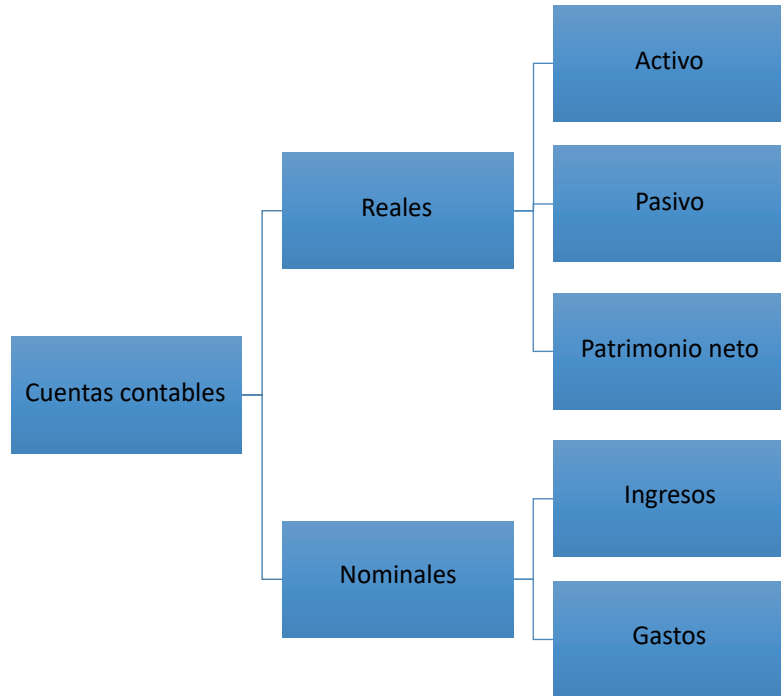 Cuentas contables
Reales
Activo
Pasivo
Patrimonio neto
Nominales
Ingresos
Gastos